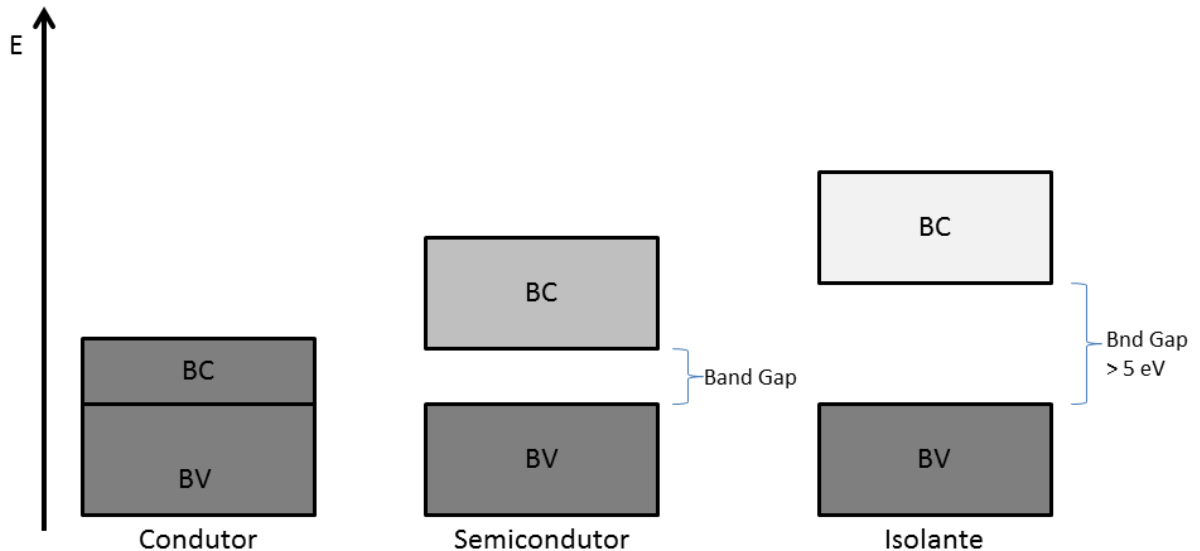 E
BC
BV
Condutor
BC
Band Gap
BV
Semicondutor
BC
Bnd Gap
> 5 eV
BV
Isolante